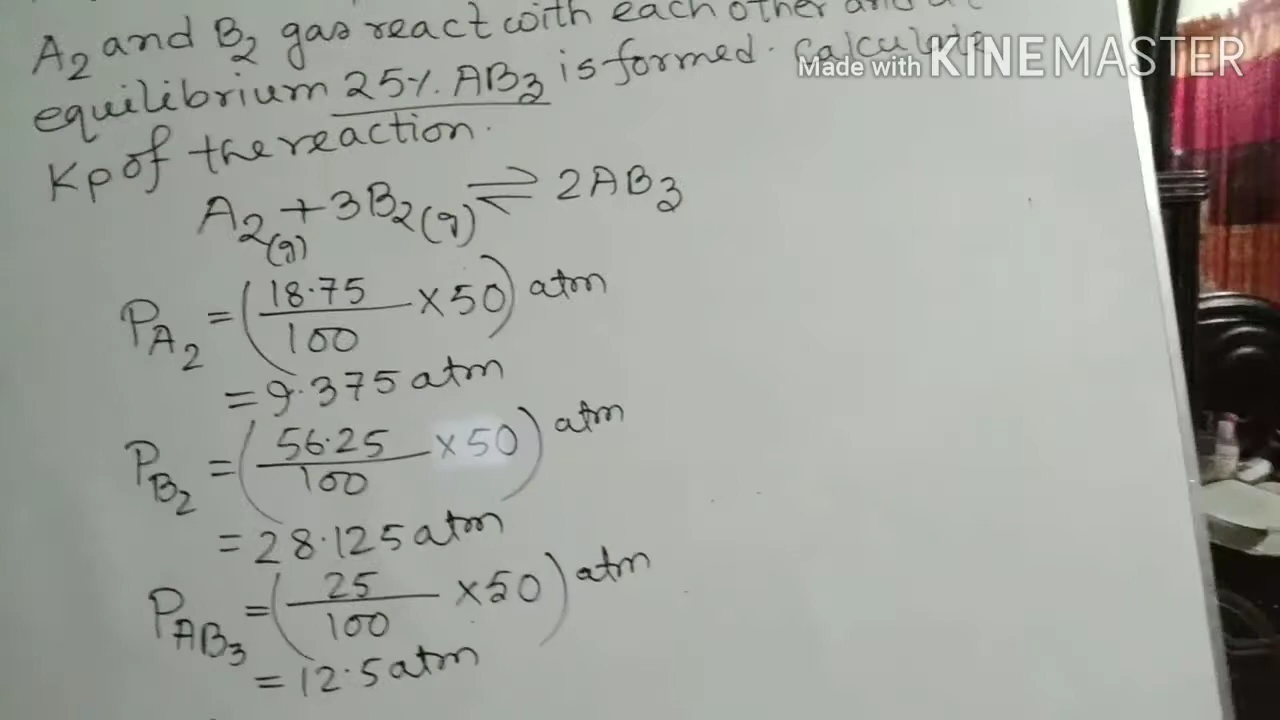 A2 and B2 gas react with each other and at
equilibrium 25% AB3 is formed. Calculate
Made with KINEMASTER
Kp of the reaction.
A2(g) + 3B2(g) ⇌ 2AB3
PA2 = (18.75/100 × 50) atm
= 9.375 atm
PB2 = (56.25/100 × 50) atm
= 28.125 atm
PAB3 = (25/100 × 50) atm
= 12.5 atm